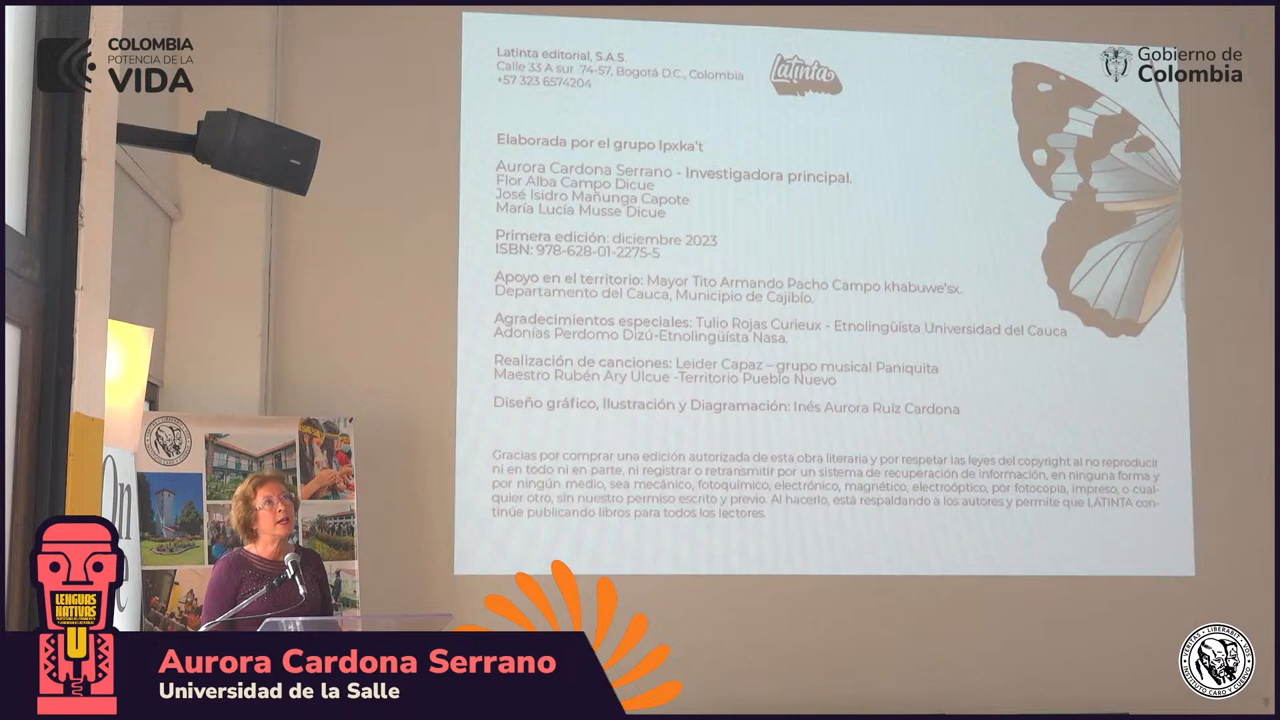 COLOMBIA
POTENCIA DE LA
VIDA
Gobierno de
Colombia
Latinta editorial, S.A.S.
Calle 33 A sur 74-57, Bogotá D.C., Colombia
+57 323 6574204
Latinta
Elaborada por el grupo Ipxka't
Aurora Cardona Serrano - Investigadora principal.
Flor Alba Campo Dicue
José Isidro Mañunga Capote
María Lucía Musse Dicue
Primera edición: diciembre 2023
ISBN: 978-628-01-2275-5
Apoyo en el territorio: Mayor Tito Armando Pacho Campo khabuwe'sx.
Departamento del Cauca, Municipio de Cajibío.
Agradecimientos especiales: Tulio Rojas Curieux - Etnolingüísta Universidad del Cauca
Adonías Perdomo Dizú-Etnolingüísta Nasa.
Realización de canciones: Leider Capaz – grupo musical Paniquita
Maestro Rubén Ary Ulcue -Territorio Pueblo Nuevo
Diseño gráfico, Ilustración y Diagramación: Inés Aurora Ruíz Cardona
Gracias por comprar una edición autorizada de esta obra literaria y por respetar las leyes del copyright al no reproducir
ni en todo ni en parte, ni registrar o retransmitir por un sistema de recuperación de información, en ninguna forma y
por ningún medio, sea mecánico, fotoquímico, electrónico, magnético, electroóptico, por fotocopia, impreso, o cual-
quier otro, sin nuestro permiso escrito y previo. Al hacerlo, está respaldando a los autores y permite que LATINTA con-
tinúe publicando libros para todos los lectores.
LENGUAS
NATIVAS
Aurora Cardona Serrano
Universidad de la Salle
VERITAS LIBERABIT VOS
INSTITUTO CARO Y CUERVO